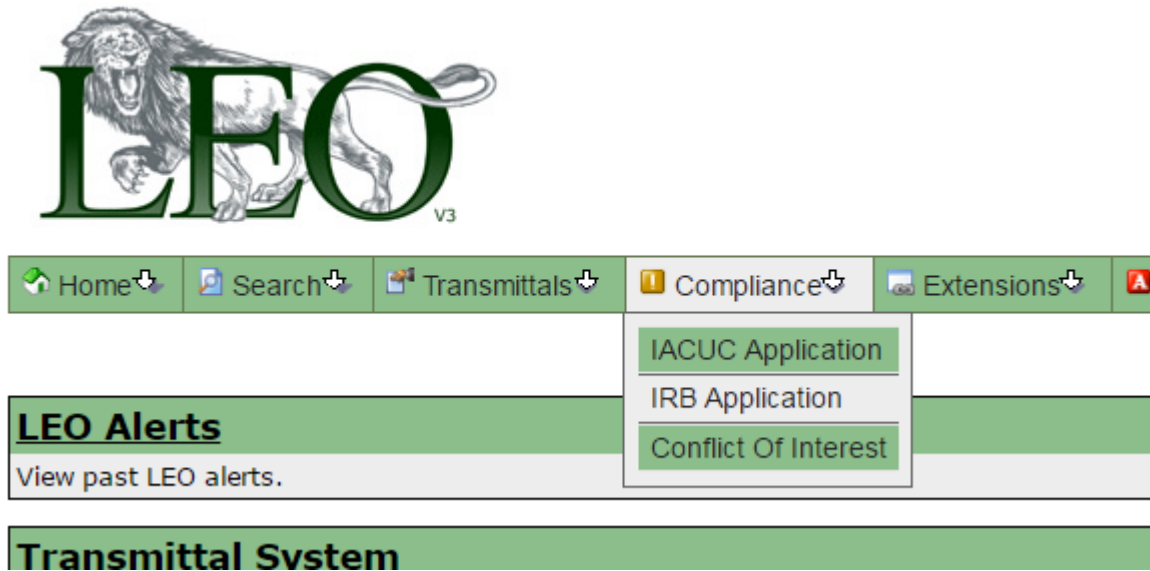 LEO
V3
Home Search Transmittals Compliance Extensions A
IACUC Application
IRB Application
Conflict Of Interest
LEO Alerts
View past LEO alerts.
Transmittal System